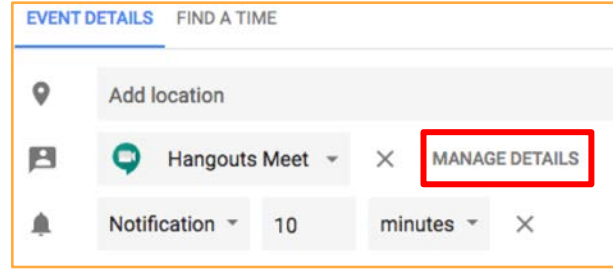 EVENT DETAILS FIND A TIME
Add location
Hangouts Meet MANAGE DETAILS
Notification 10 minutes